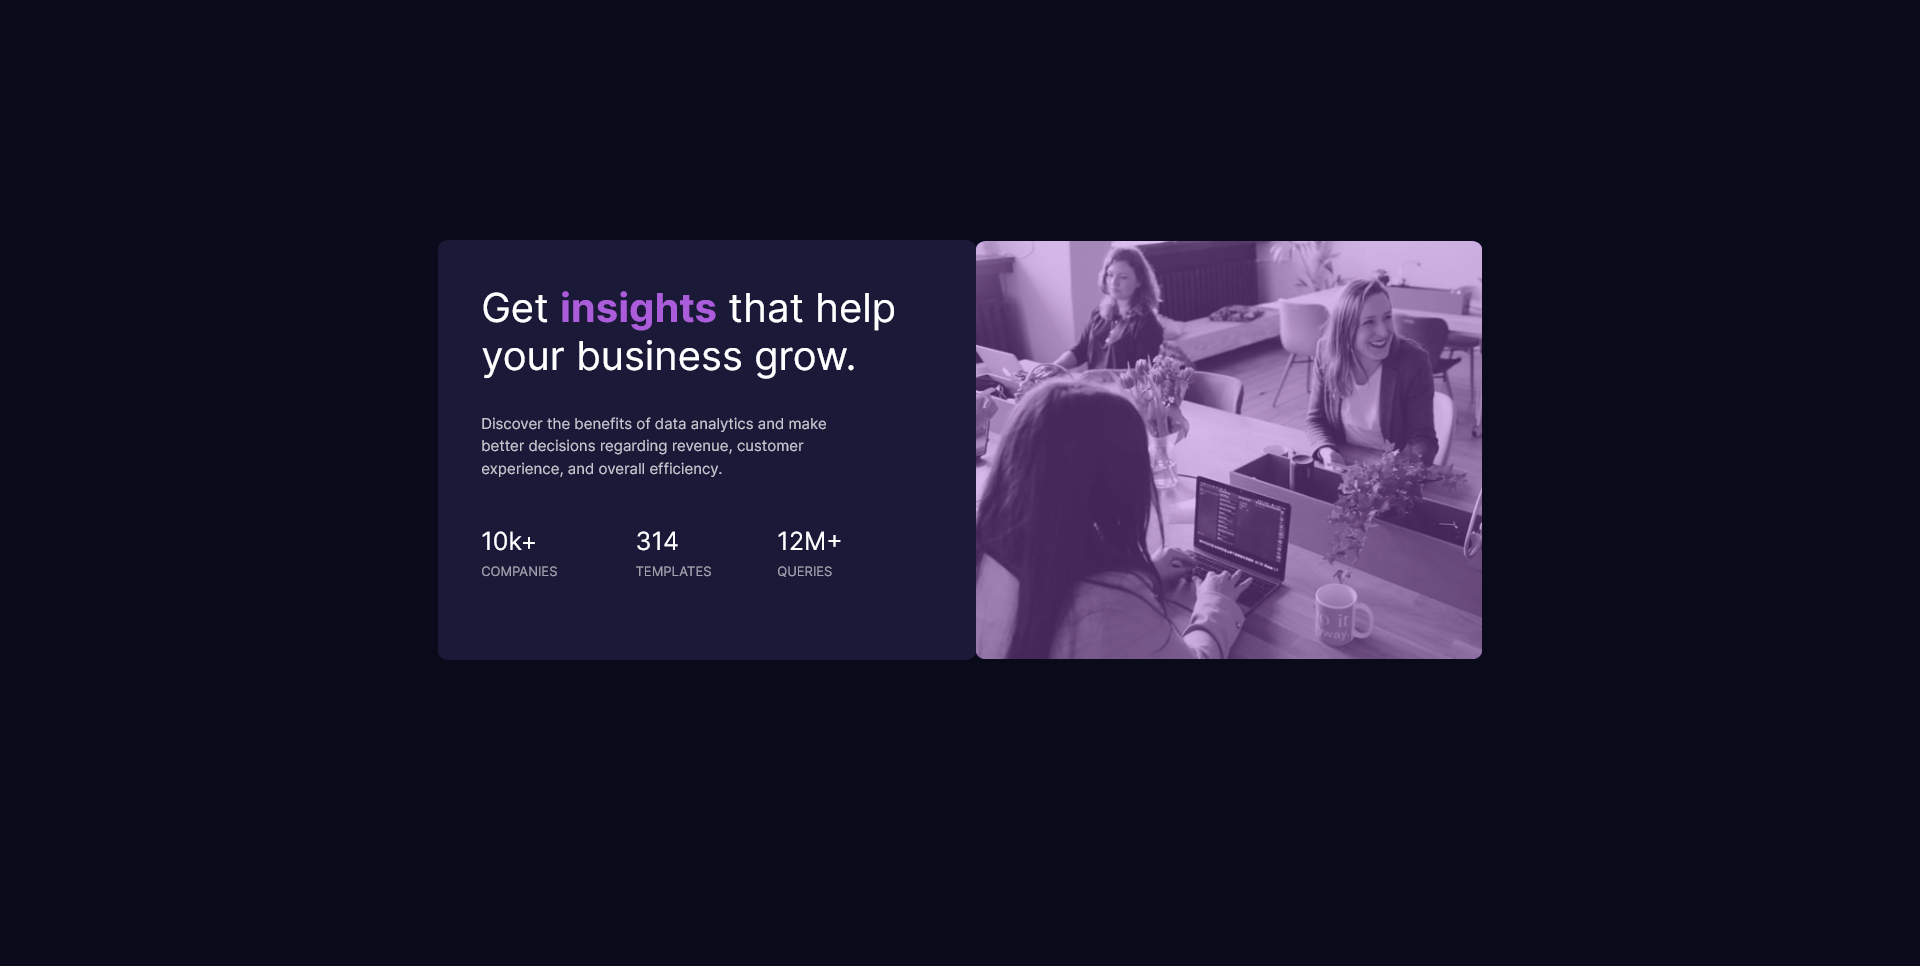 Get insights that help
your business grow.
Discover the benefits of data analytics and make
better decisions regarding revenue, customer
experience, and overall efficiency.
10k+
COMPANIES
314
TEMPLATES
12M+
QUERIES